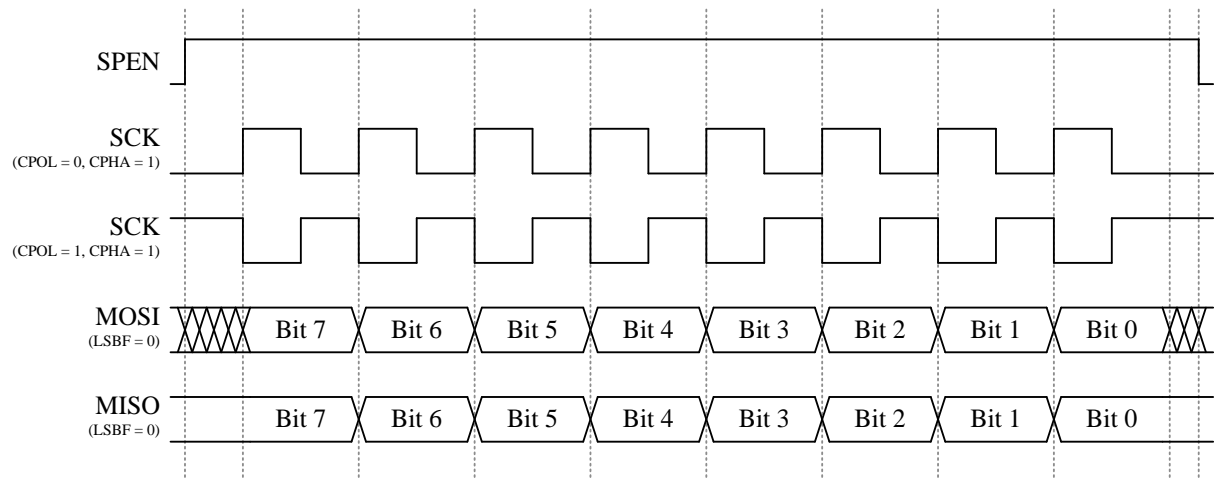 SPEN
SCK
(CPOL = 0, CPHA = 1)
SCK
(CPOL = 1, CPHA = 1)
MOSI
(LSBF = 0)
Bit 7 Bit 6 Bit 5 Bit 4 Bit 3 Bit 2 Bit 1 Bit 0
MISO
(LSBF = 0)
Bit 7 Bit 6 Bit 5 Bit 4 Bit 3 Bit 2 Bit 1 Bit 0